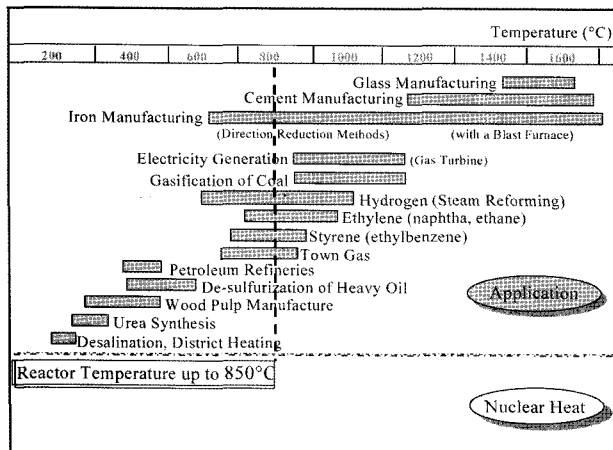 Temperature (°C)
200 400 600 800 1000 1200 1400 1600
Glass Manufacturing
Cement Manufacturing
Iron Manufacturing
(Direction Reduction Methods) (with a Blast Furnace)
Electricity Generation (Gas Turbine)
Gasification of Coal
Hydrogen (Steam Reforming)
Ethylene (naphtha, ethane)
Styrene (ethylbenzene)
Town Gas
Petroleum Refineries
De-sulfurization of Heavy Oil
Application
Wood Pulp Manufacture
Urea Synthesis
Desalination, District Heating
Reactor Temperature up to 850°C
Nuclear Heat